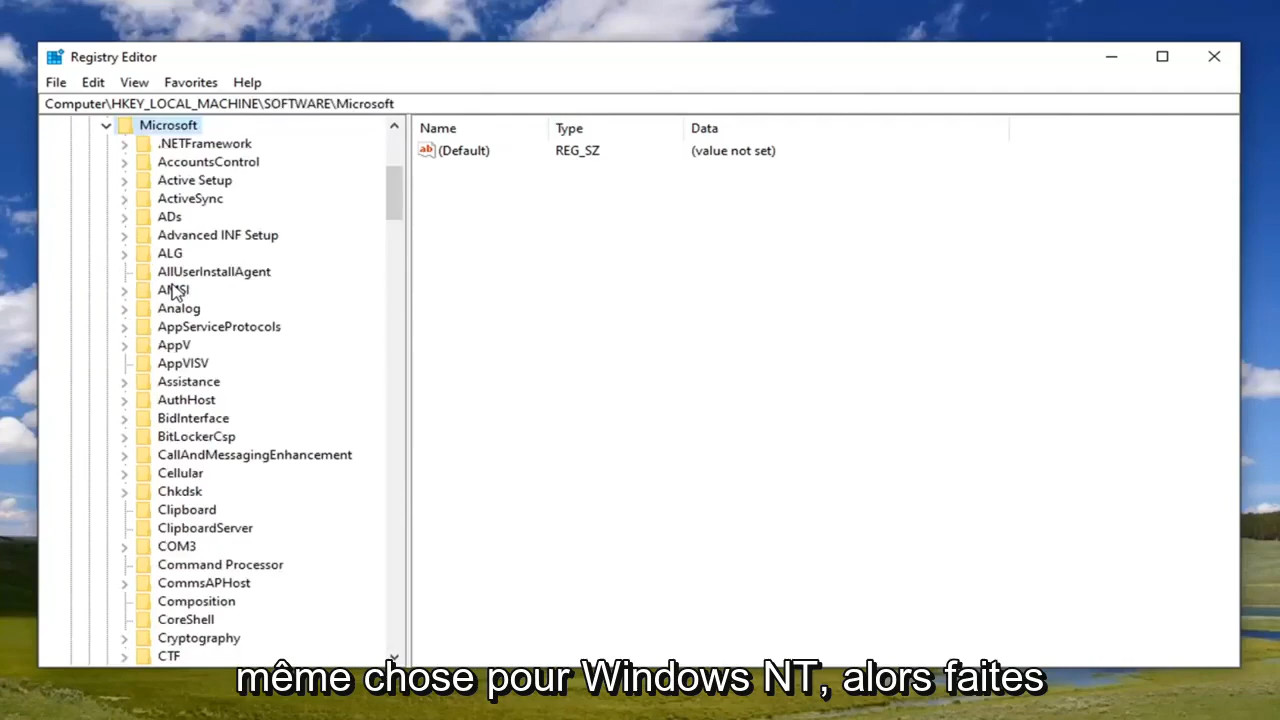 Registry Editor
File Edit View Favorites Help
Computer\HKEY_LOCAL_MACHINE\SOFTWARE\Microsoft
Microsoft
.NETFramework
AccountsControl
Active Setup
ActiveSync
ADs
Advanced INF Setup
ALG
AllUserInstallAgent
AMSI
Analog
AppServiceProtocols
AppV
AppVISV
Assistance
AuthHost
BidInterface
BitLockerCsp
CallAndMessagingEnhancement
Cellular
Chkdsk
Clipboard
ClipboardServer
COM3
Command Processor
CommsAPHost
Composition
CoreShell
Cryptography
CTF
Name Type Data
ab (Default) REG_SZ (value not set)
même chose pour Windows NT, alors faites